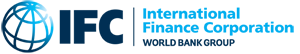 IFC
International
Finance Corporation
WORLD BANK GROUP